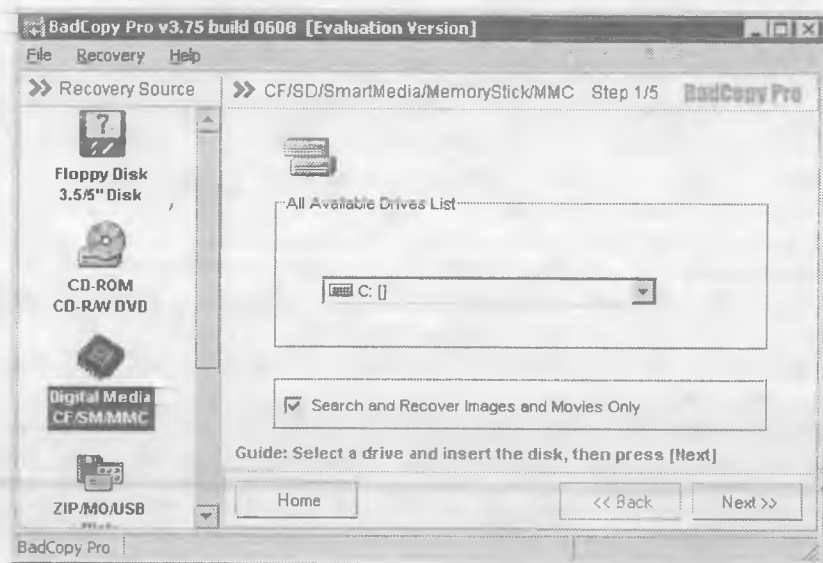 BadCopy Pro v3.75 build 0606 [Evaluation Version]
File Recovery Help
Recovery Source
CF/SD/SmartMedia/MemoryStick/MMC Step 1/5 BadCopy Pro
?
Floppy Disk
3.5/5" Disk
All Available Drives List
CD-ROM
CD-R/W DVD
C: []
Digital Media
CF/SM/MMC
Search and Recover Images and Movies Only
Guide: Select a drive and insert the disk, then press [Next]
ZIP/MO/USB
Home << Back Next >>
BadCopy Pro